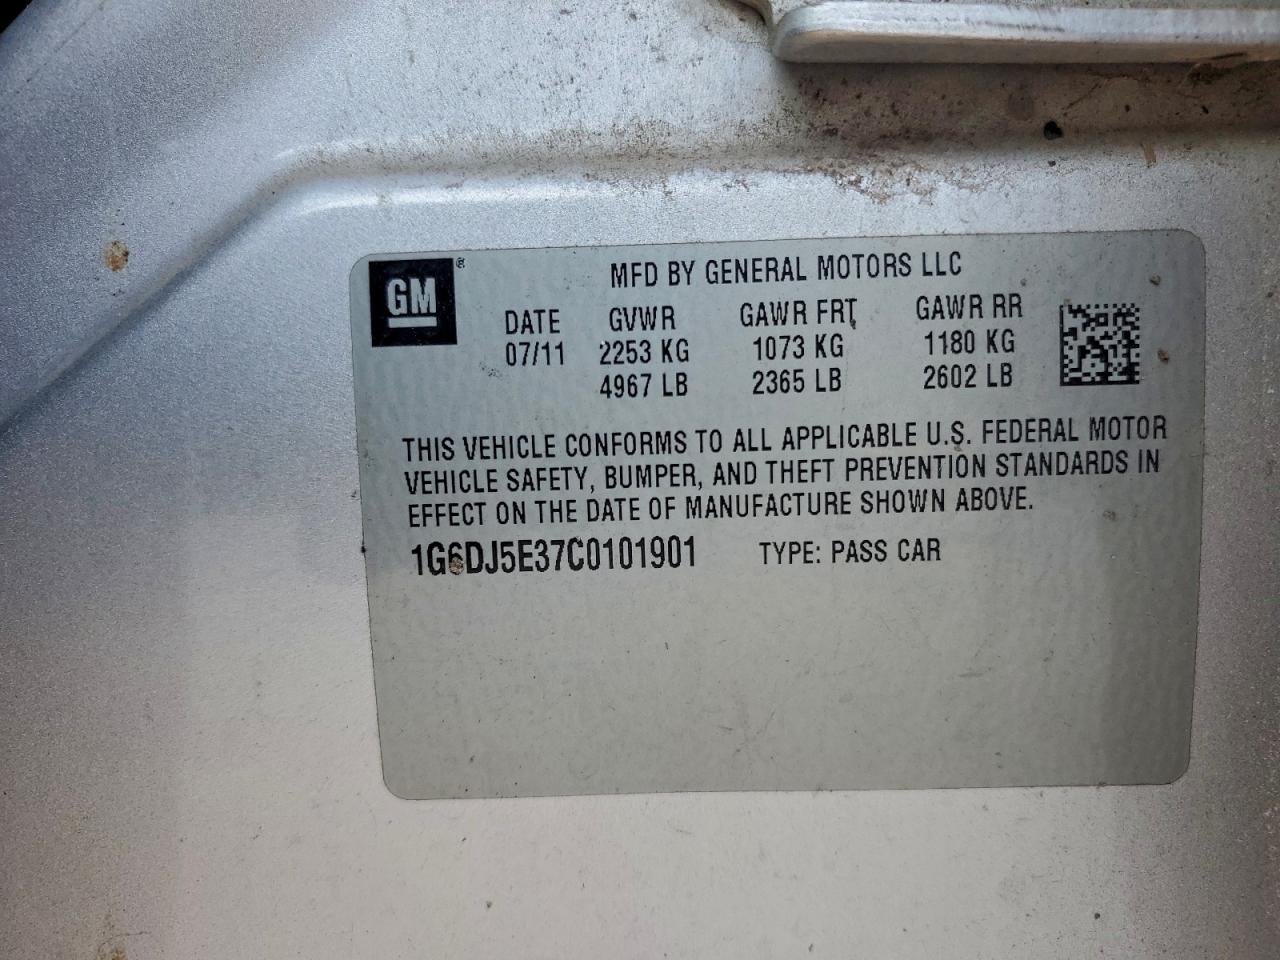 GM®
MFD BY GENERAL MOTORS LLC
DATE GVWR GAWR FRT GAWR RR
07/11 2253 KG 1073 KG 1180 KG
4967 LB 2365 LB 2602 LB
THIS VEHICLE CONFORMS TO ALL APPLICABLE U.S. FEDERAL MOTOR
VEHICLE SAFETY, BUMPER, AND THEFT PREVENTION STANDARDS IN
EFFECT ON THE DATE OF MANUFACTURE SHOWN ABOVE.
1G6DJ5E37C0101901 TYPE: PASS CAR